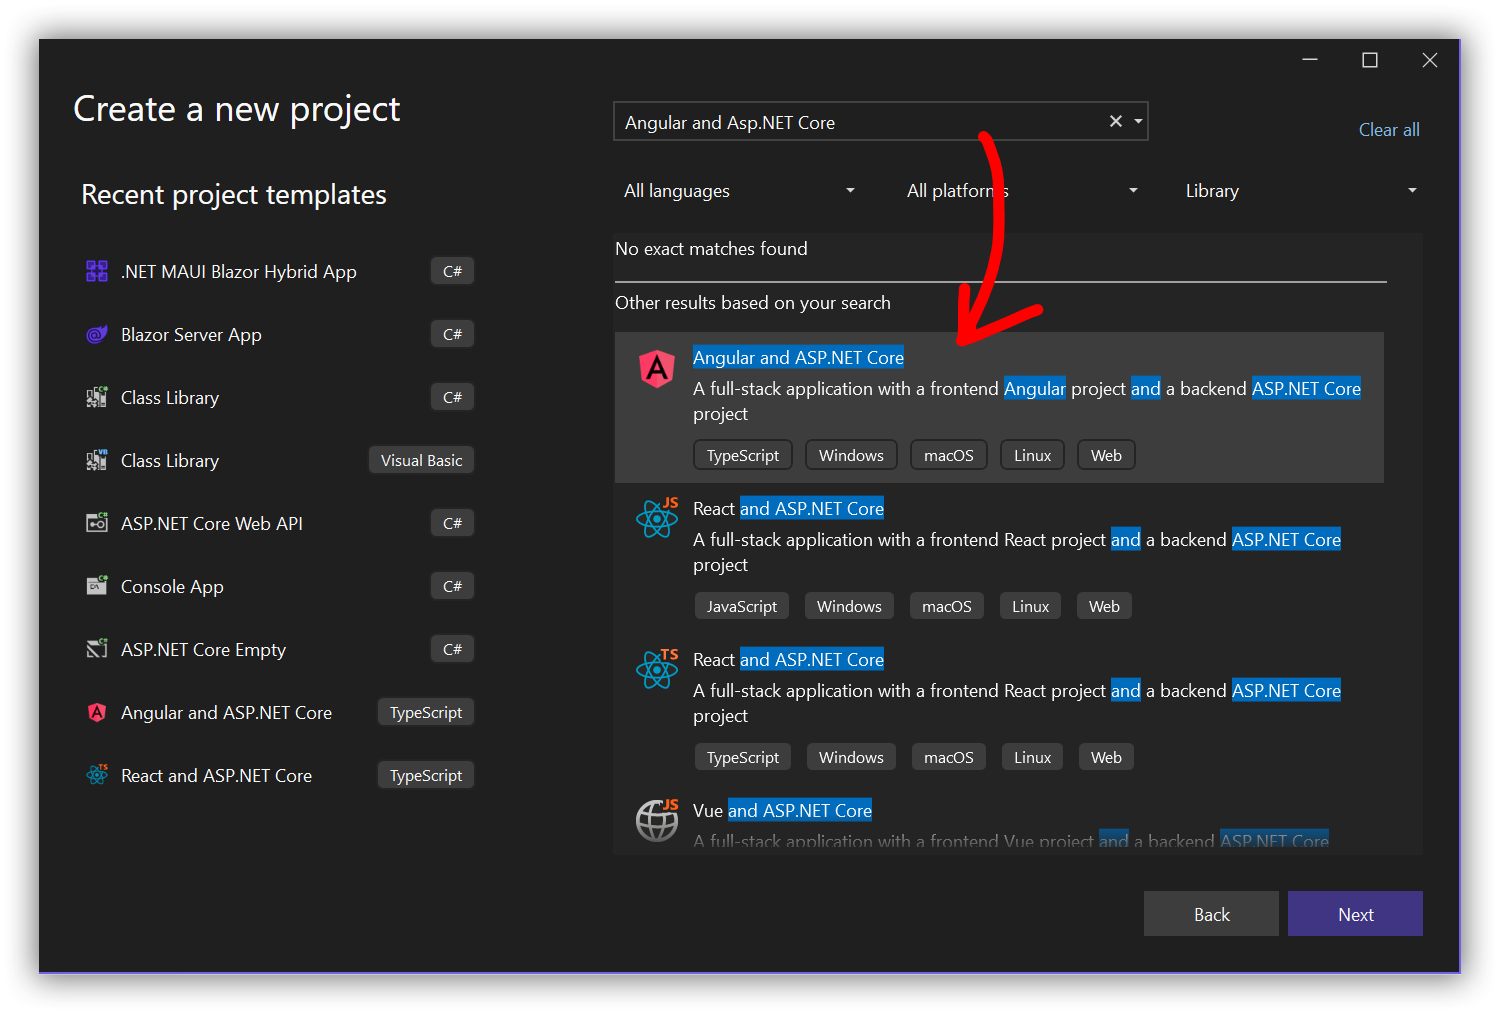 Create a new project
Angular and Asp.NET Core
Clear all
All languages
All platforms
Library
Recent project templates
.NET MAUI Blazor Hybrid App
C#
Blazor Server App
C#
Class Library
C#
Class Library
Visual Basic
ASP.NET Core Web API
C#
Console App
C#
ASP.NET Core Empty
C#
Angular and ASP.NET Core
TypeScript
React and ASP.NET Core
TypeScript
No exact matches found
Other results based on your search
Angular and ASP.NET Core
A full-stack application with a frontend Angular project and a backend ASP.NET Core
project
TypeScript
Windows
macOS
Linux
Web
JS
React and ASP.NET Core
A full-stack application with a frontend React project and a backend ASP.NET Core
project
JavaScript
Windows
macOS
Linux
Web
TS
React and ASP.NET Core
A full-stack application with a frontend React project and a backend ASP.NET Core
project
TypeScript
Windows
macOS
Linux
Web
JS
Vue and ASP.NET Core
A full-stack application with a frontend Vue project and a backend ASP.NET Core
Back
Next